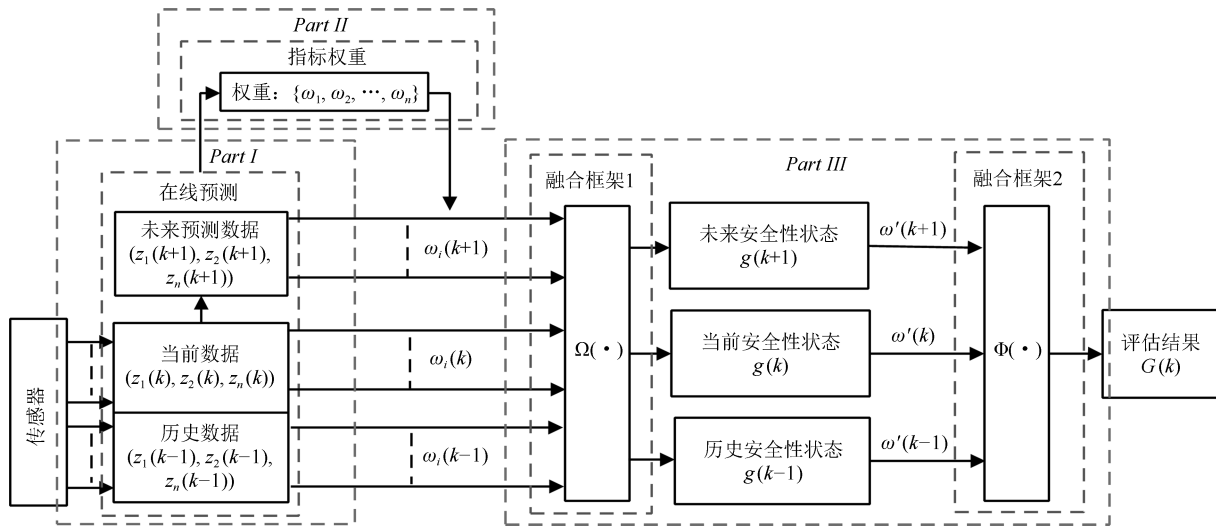 Part II
指标权重
权重：{ω₁, ω₂, ⋯, ωₙ}
Part I
在线预测
未来预测数据
(z₁(k+1), z₂(k+1),
zₙ(k+1))
当前数据
(z₁(k), z₂(k), zₙ(k))
历史数据
(z₁(k−1), z₂(k−1),
zₙ(k−1))
传感器
ωᵢ(k+1)
ωᵢ(k)
ωᵢ(k−1)
Part III
融合框架1
Ω(·)
未来安全性状态
g(k+1)
当前安全性状态
g(k)
历史安全性状态
g(k−1)
ω′(k+1)
ω′(k)
ω′(k−1)
融合框架2
Φ(·)
评估结果
G(k)